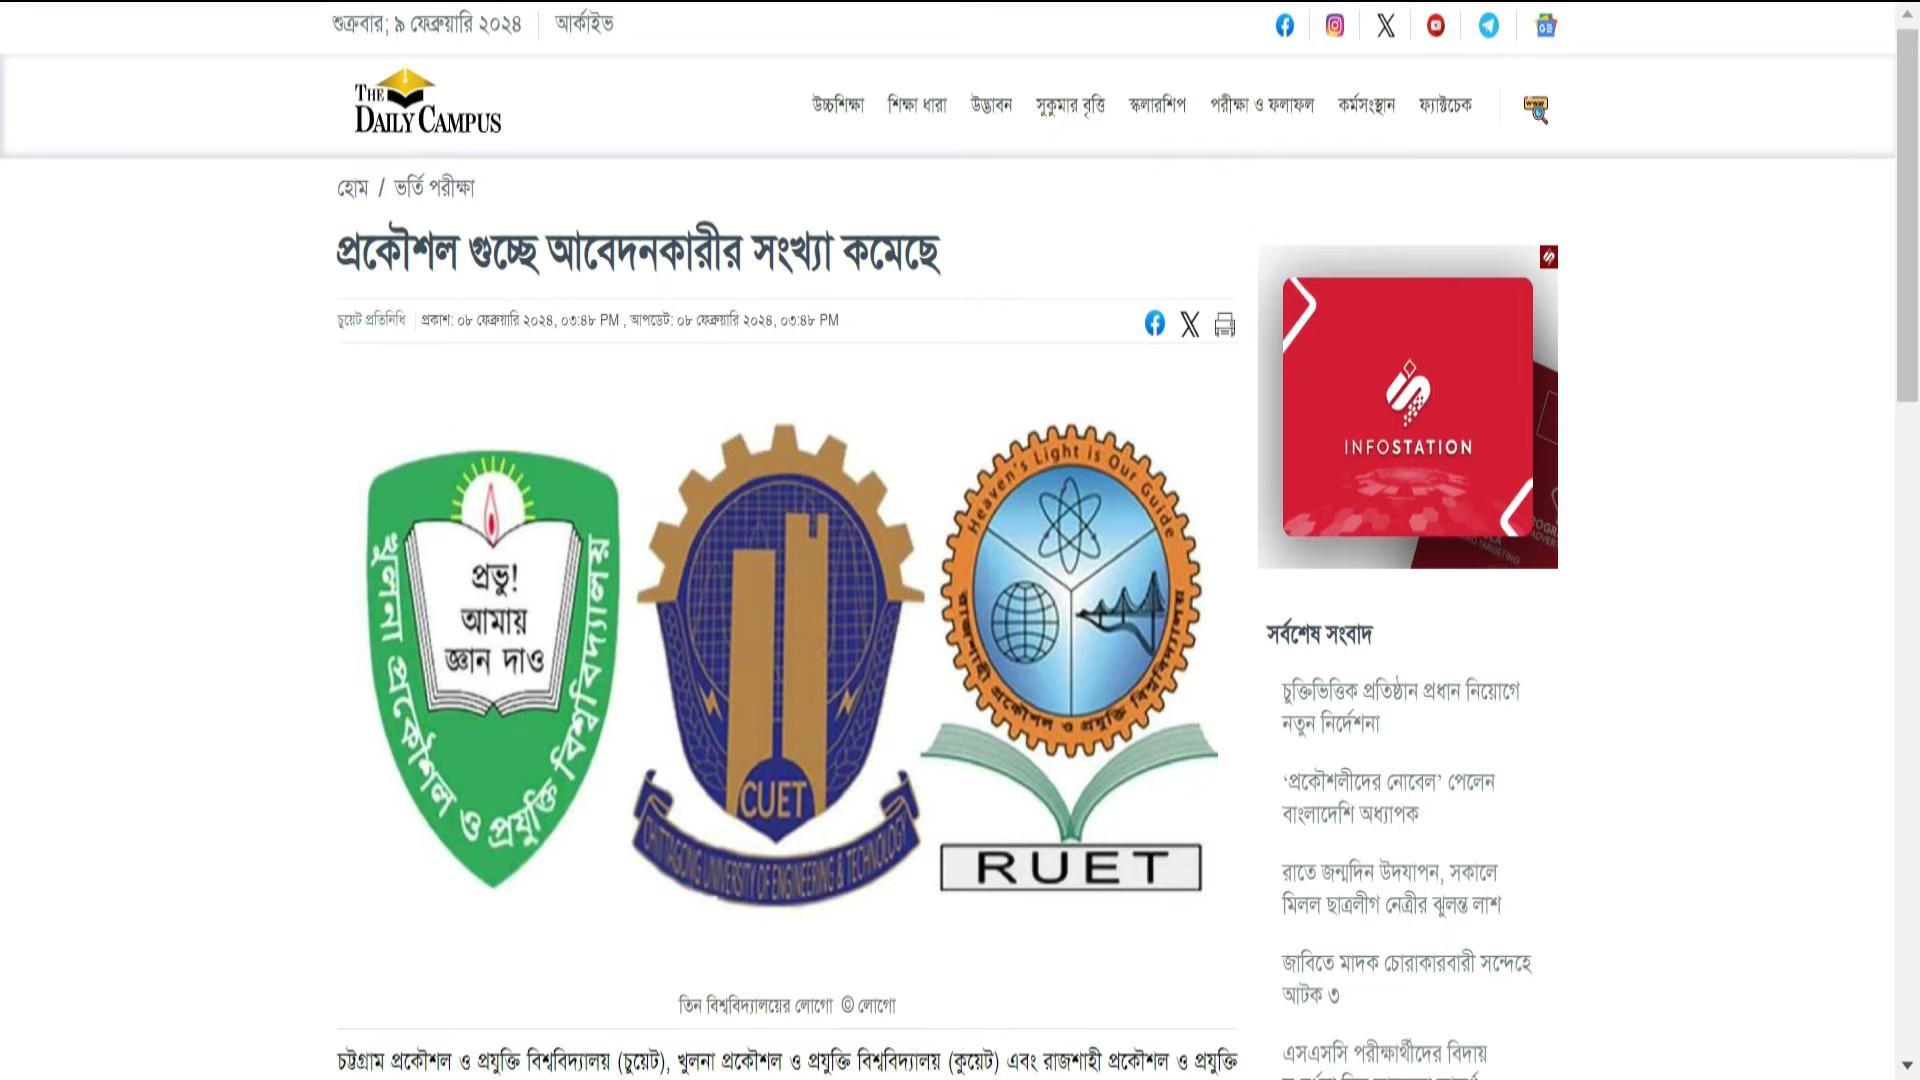 শুক্রবার; ৯ ফেব্রুয়ারি ২০২৪ আর্কাইভ
THE
DAILY CAMPUS
উচ্চশিক্ষা শিক্ষা ধারা উদ্ভাবন সুকুমার বৃত্তি স্কলারশিপ পরীক্ষা ও ফলাফল কর্মসংস্থান ফ্যাক্টচেক
হোম / ভর্তি পরীক্ষা
প্রকৌশল গুচ্ছে আবেদনকারীর সংখ্যা কমেছে
চুয়েট প্রতিনিধি প্রকাশ: ০৮ ফেব্রুয়ারি ২০২৪, ০৩:৪৮ PM , আপডেট: ০৮ ফেব্রুয়ারি ২০২৪, ০৩:৪৮ PM
প্রভু!
আমায়
জ্ঞান দাও
খুলনা প্রকৌশল ও প্রযুক্তি বিশ্ববিদ্যালয়
CUET
CHITTAGONG UNIVERSITY OF ENGINEERING & TECHNOLOGY
Heaven's Light is Our Guide
রাজশাহী প্রকৌশল ও প্রযুক্তি বিশ্ববিদ্যালয়
RUET
তিন বিশ্ববিদ্যালয়ের লোগো © লোগো
চট্টগ্রাম প্রকৌশল ও প্রযুক্তি বিশ্ববিদ্যালয় (চুয়েট), খুলনা প্রকৌশল ও প্রযুক্তি বিশ্ববিদ্যালয় (কুয়েট) এবং রাজশাহী প্রকৌশল ও প্রযুক্তি
INFOSTATION
সর্বশেষ সংবাদ
চুক্তিভিত্তিক প্রতিষ্ঠান প্রধান নিয়োগে
নতুন নির্দেশনা
‘প্রকৌশলীদের নোবেল’ পেলেন
বাংলাদেশি অধ্যাপক
রাতে জন্মদিন উদযাপন, সকালে
মিলল ছাত্রলীগ নেত্রীর ঝুলন্ত লাশ
জাবিতে মাদক চোরাকারবারী সন্দেহে
আটক ৩
এসএসসি পরীক্ষার্থীদের বিদায়